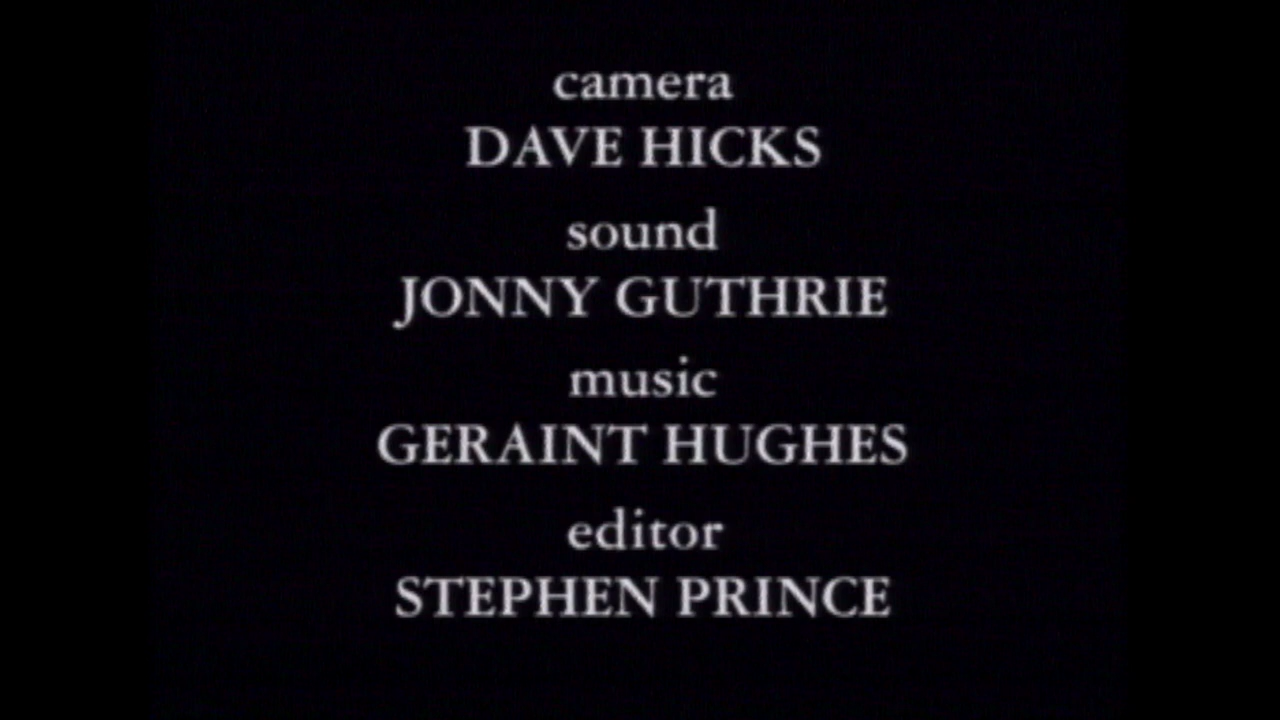 camera
DAVE HICKS
sound
JONNY GUTHRIE
music
GERAINT HUGHES
editor
STEPHEN PRINCE